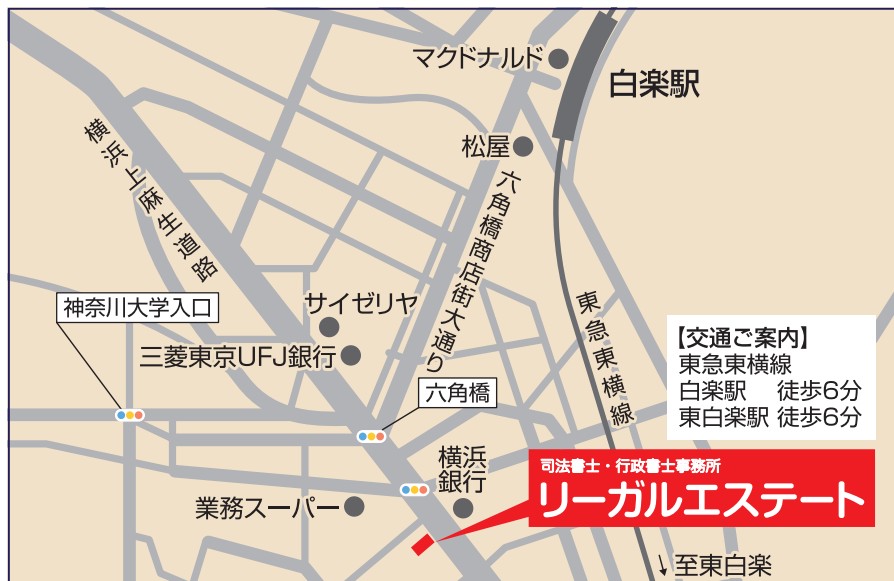 マクドナルド
白楽駅
松屋
横浜上麻生道路
六角橋商店街大通り
神奈川大学入口
サイゼリヤ
三菱東京UFJ銀行
東急東横線
【交通ご案内】
東急東横線
白楽駅 徒歩6分
東白楽駅 徒歩6分
六角橋
横浜
銀行
業務スーパー
司法書士・行政書士事務所
リーガルエステート
↓至東白楽